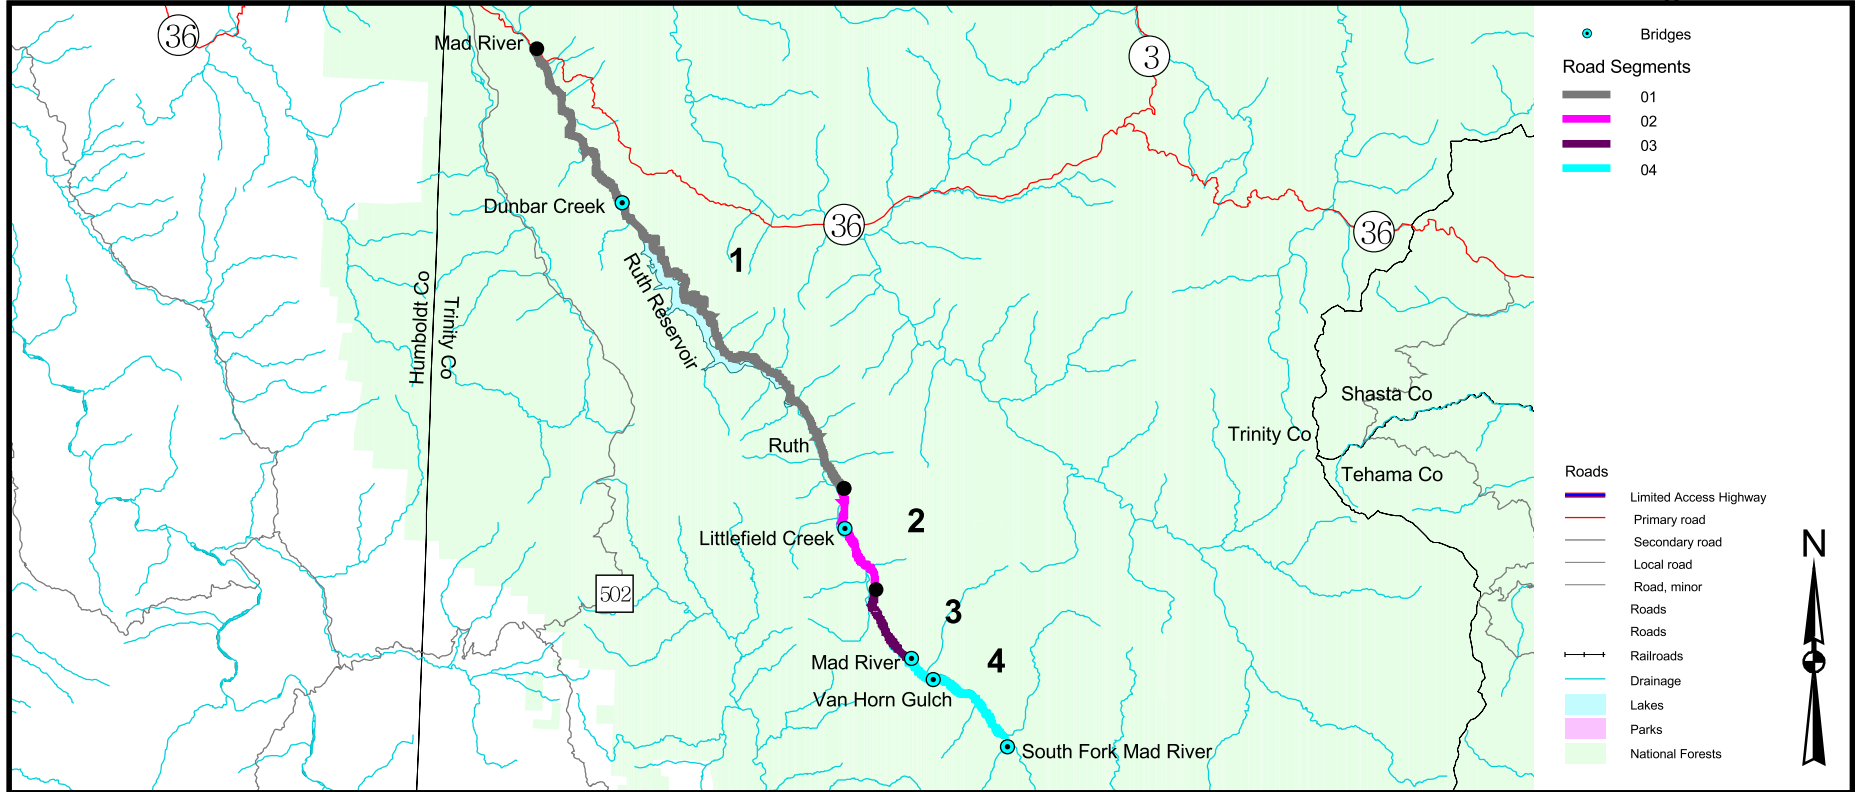 36
Mad River
3
Dunbar Creek
36
36
1
Ruth Reservoir
Humboldt Co
Trinity Co
Shasta Co
Trinity Co
Ruth
Tehama Co
2
Littlefield Creek
502
3
Mad River
4
Van Horn Gulch
South Fork Mad River
Bridges
Road Segments
01
02
03
04
Roads
Limited Access Highway
Primary road
Secondary road
Local road
Road, minor
Roads
Roads
Railroads
Drainage
Lakes
Parks
National Forests
N